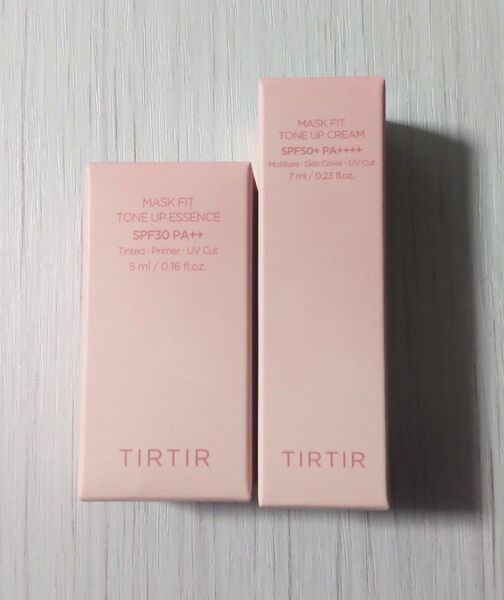 MASK FIT
TONE UP ESSENCE
SPF30 PA++
Tinted · Primer · UV Cut
5 ml / 0.16 fl.oz.
TIRTIR
MASK FIT
TONE UP CREAM
SPF50+ PA++++
Moisture · Skin Cover · UV Cut
7 ml / 0.23 fl.oz.
TIRTIR